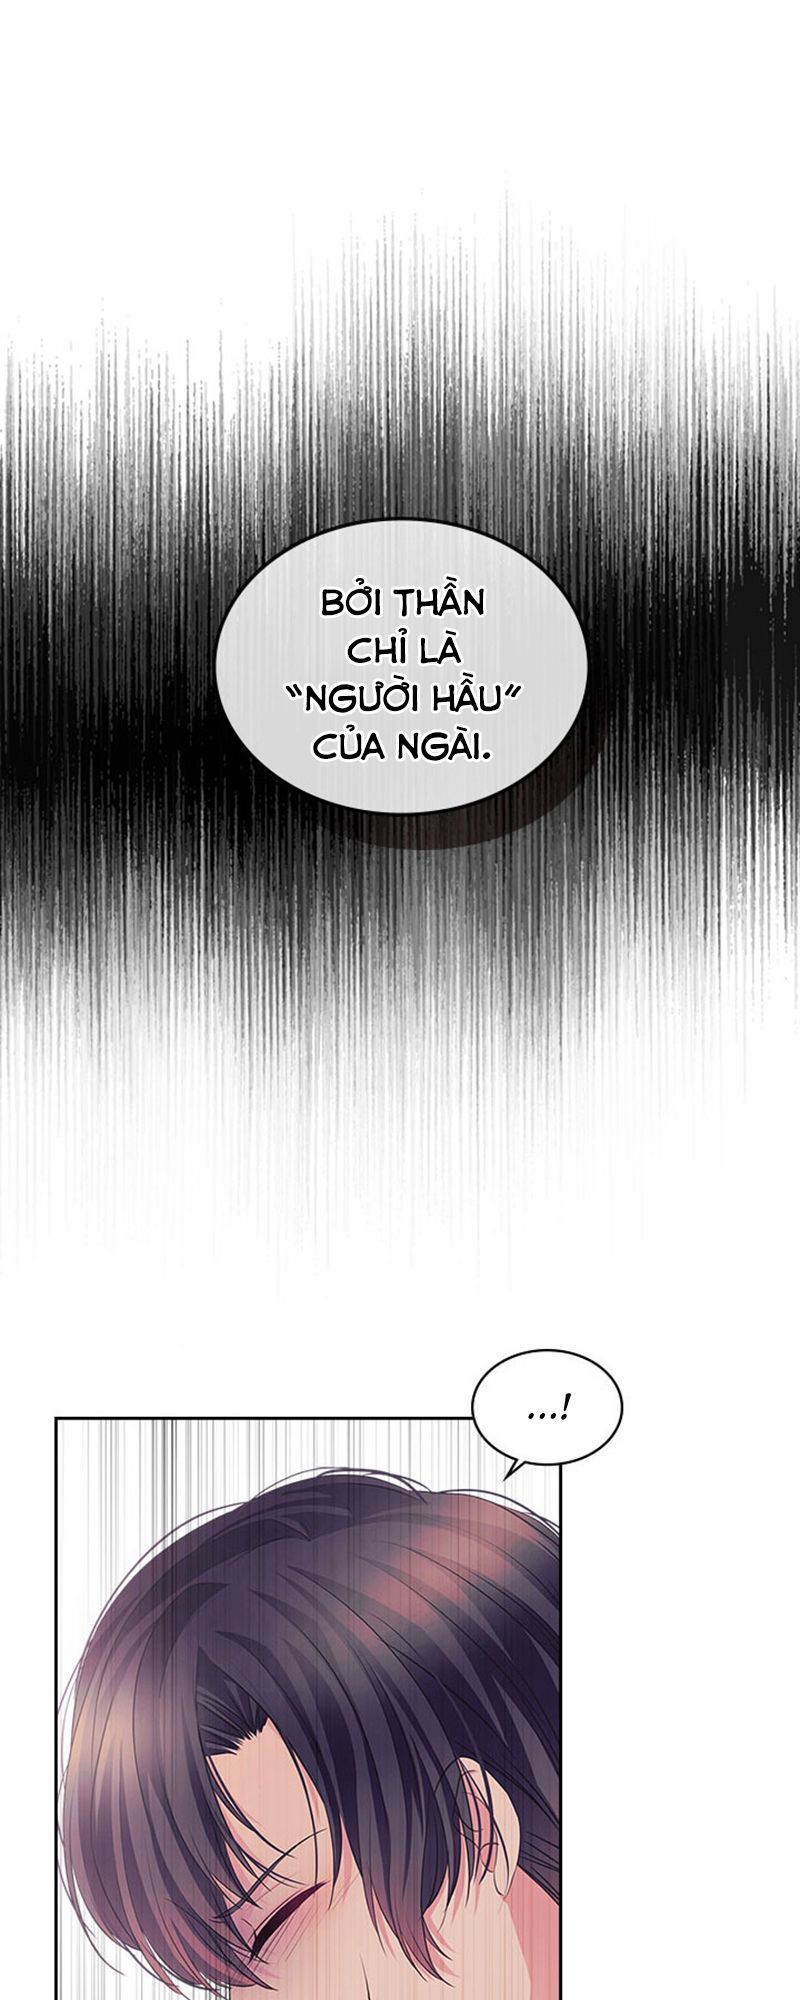 BỞI THẦN
CHỈ LÀ
“NGƯỜI HẦU”
CỦA NGÀI.
...!